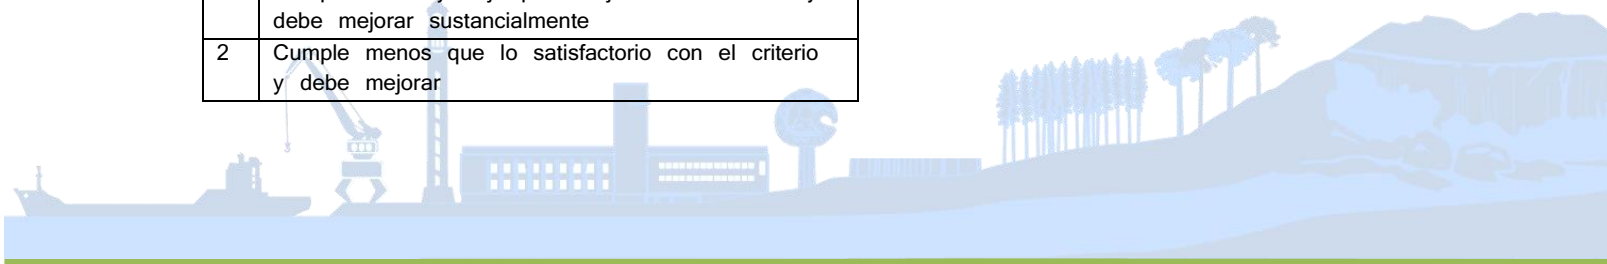 debe mejorar sustancialmente
2 Cumple menos que lo satisfactorio con el criterio
y debe mejorar